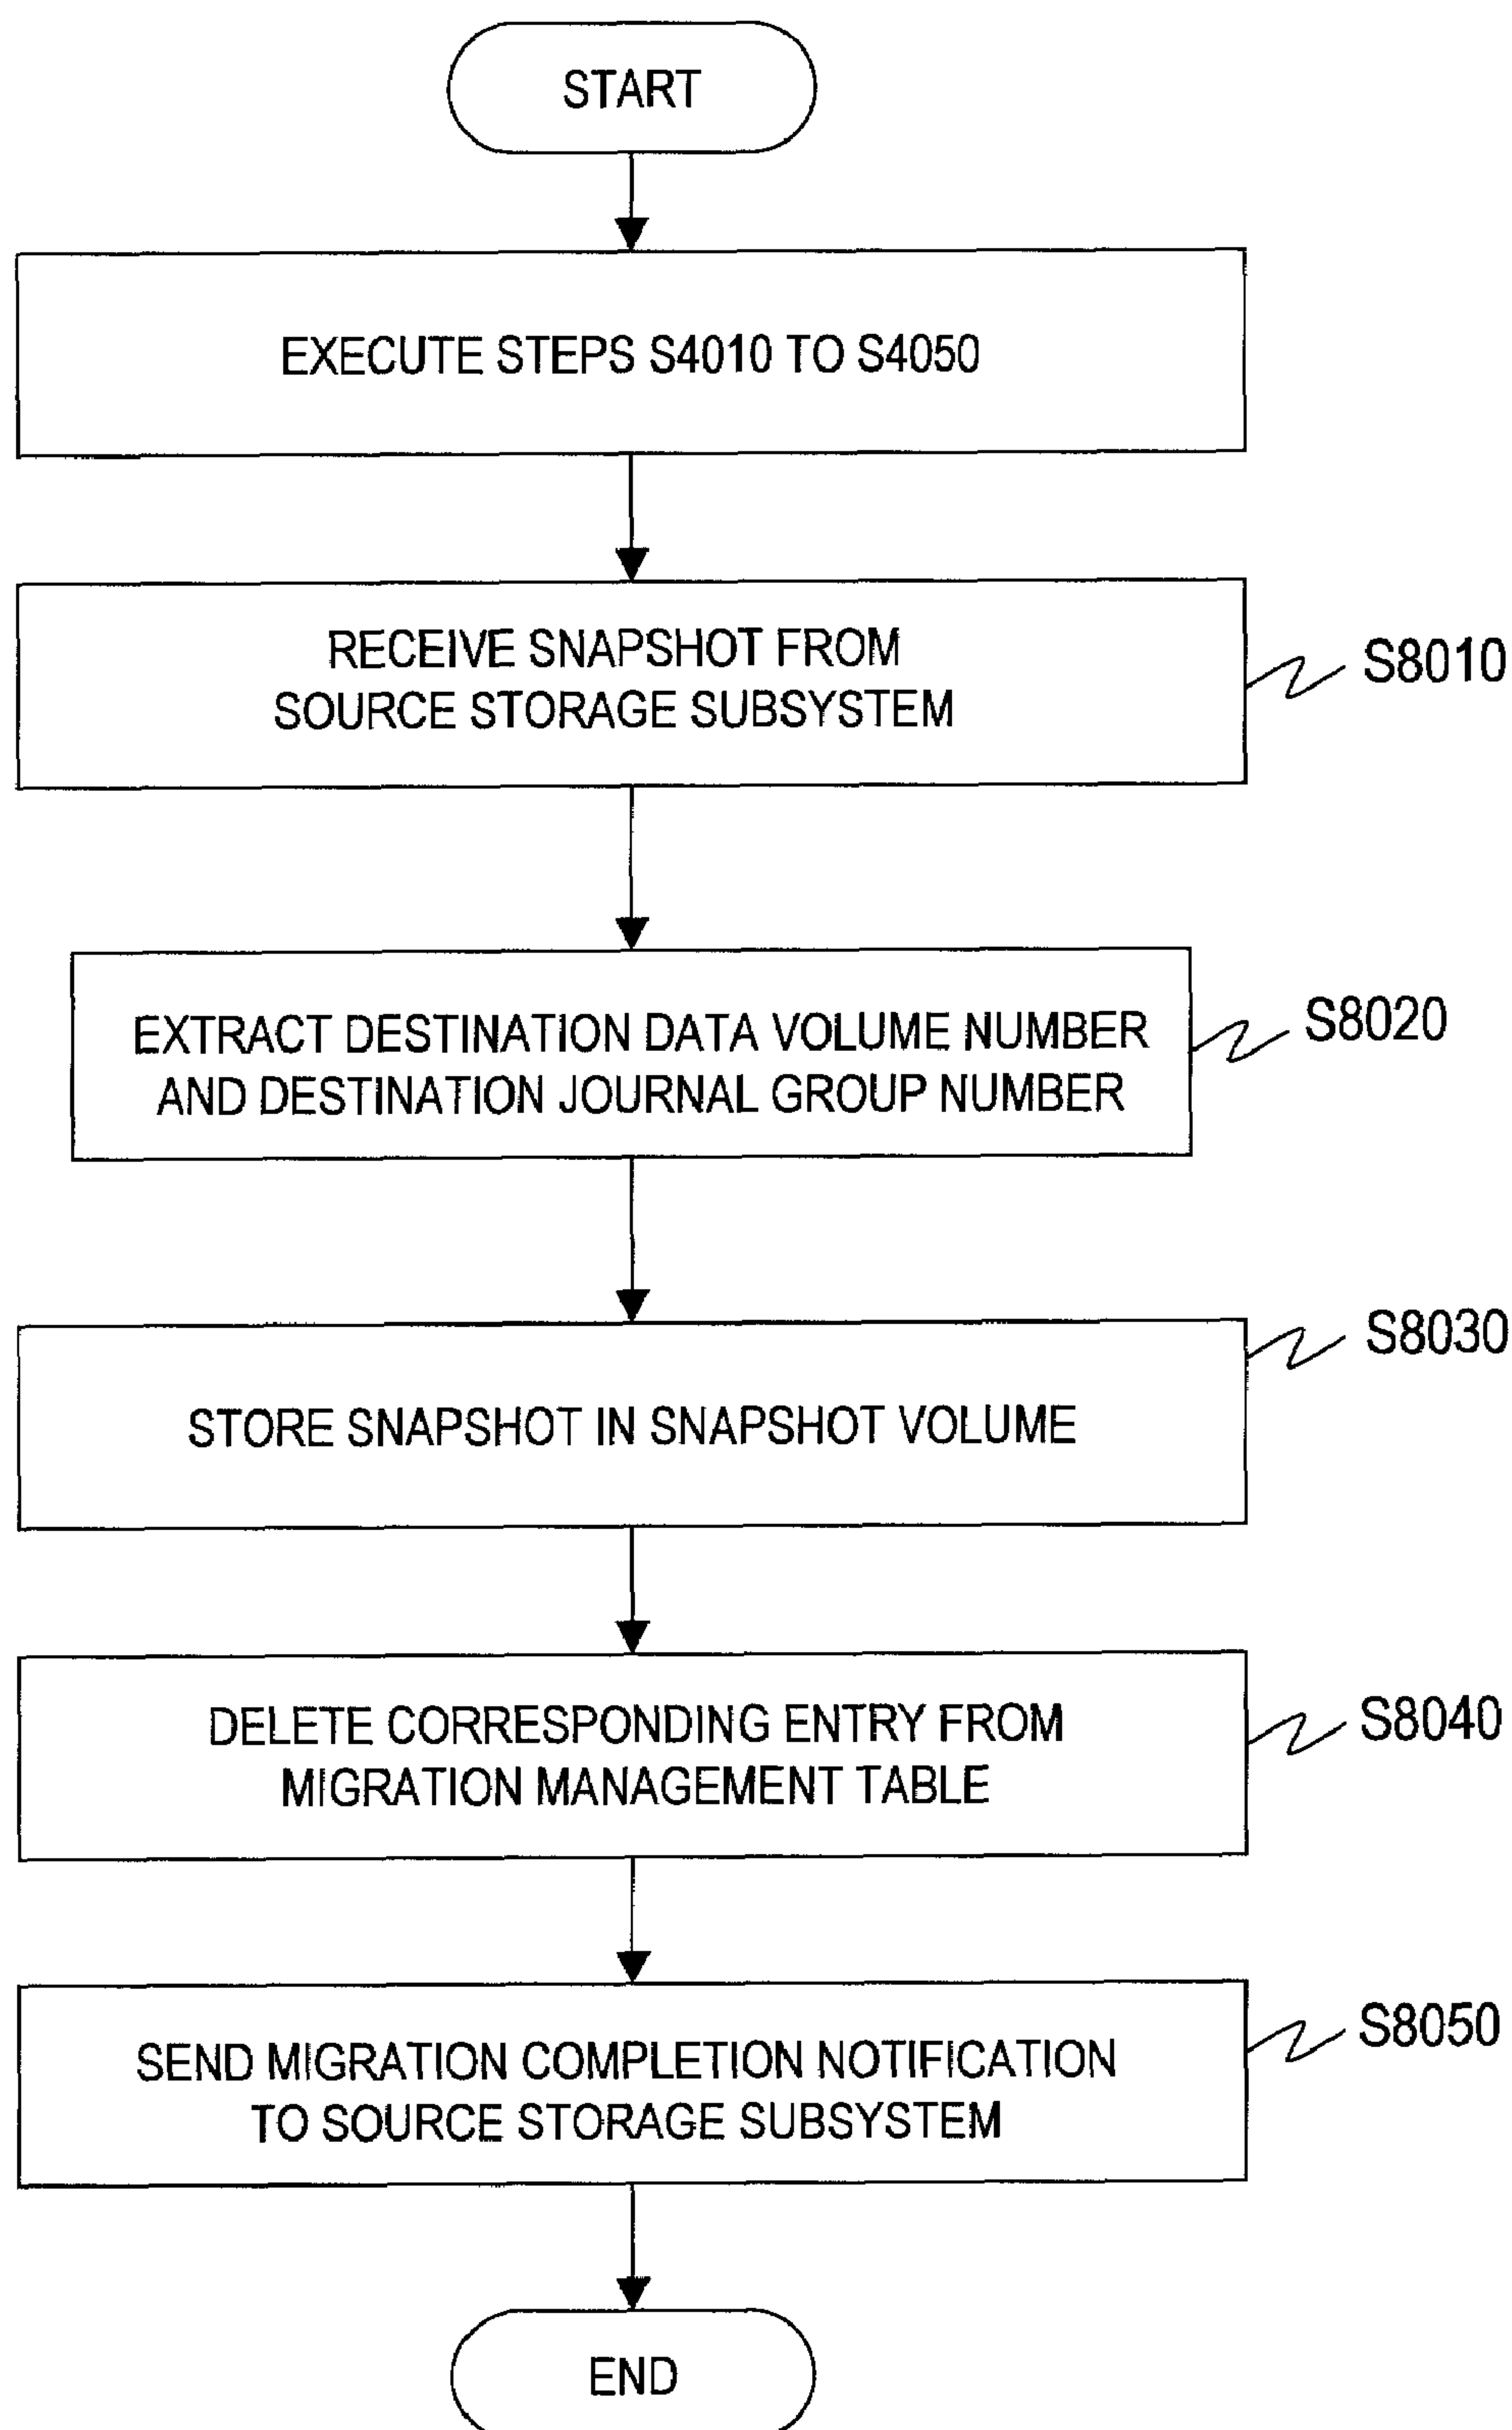 START
EXECUTE STEPS S4010 TO S4050
RECEIVE SNAPSHOT FROM
SOURCE STORAGE SUBSYSTEM
S8010
EXTRACT DESTINATION DATA VOLUME NUMBER
AND DESTINATION JOURNAL GROUP NUMBER
S8020
STORE SNAPSHOT IN SNAPSHOT VOLUME
S8030
DELETE CORRESPONDING ENTRY FROM
MIGRATION MANAGEMENT TABLE
S8040
SEND MIGRATION COMPLETION NOTIFICATION
TO SOURCE STORAGE SUBSYSTEM
S8050
END